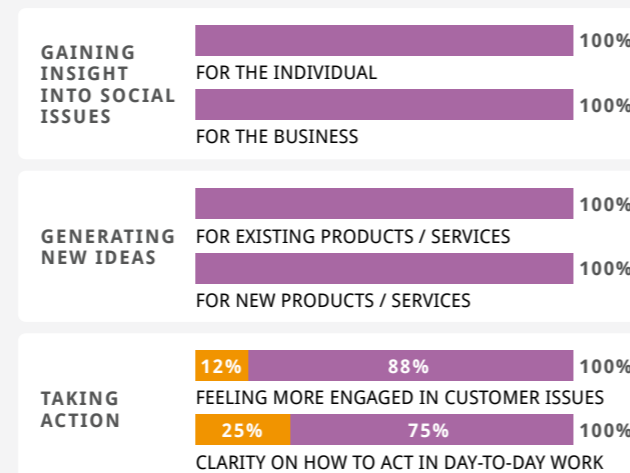 GAINING
INSIGHT
INTO SOCIAL
ISSUES
100%
FOR THE INDIVIDUAL
100%
FOR THE BUSINESS
GENERATING
NEW IDEAS
100%
FOR EXISTING PRODUCTS / SERVICES
100%
FOR NEW PRODUCTS / SERVICES
TAKING
ACTION
12% 88% 100%
FEELING MORE ENGAGED IN CUSTOMER ISSUES
25% 75% 100%
CLARITY ON HOW TO ACT IN DAY-TO-DAY WORK